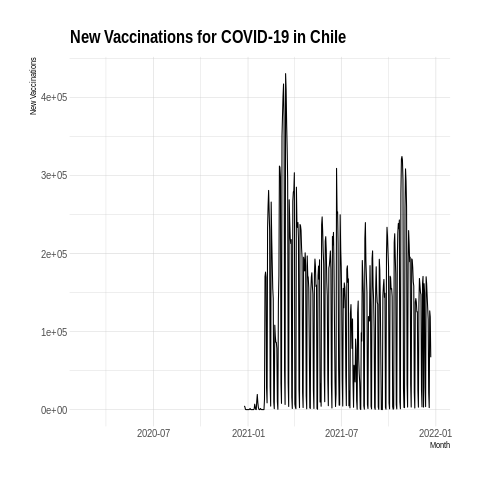 New Vaccinations for COVID-19 in Chile
New Vaccinations
4e+05
3e+05
2e+05
1e+05
0e+00
2020-07
2021-01
2021-07
2022-01
Month